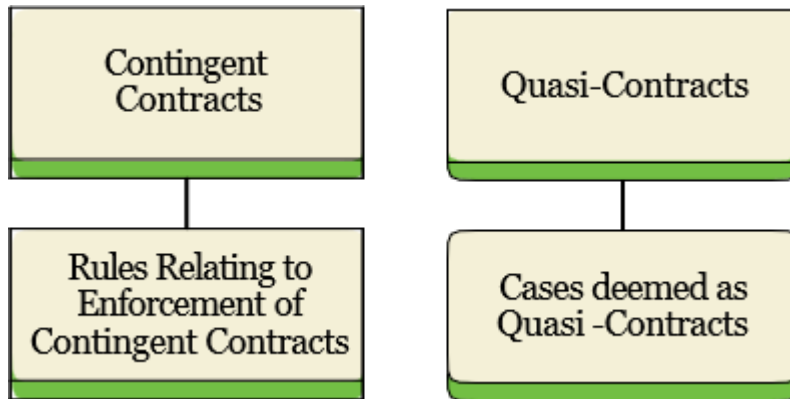 Contingent
Contracts
Quasi-Contracts
Rules Relating to
Enforcement of
Contingent Contracts
Cases deemed as
Quasi -Contracts